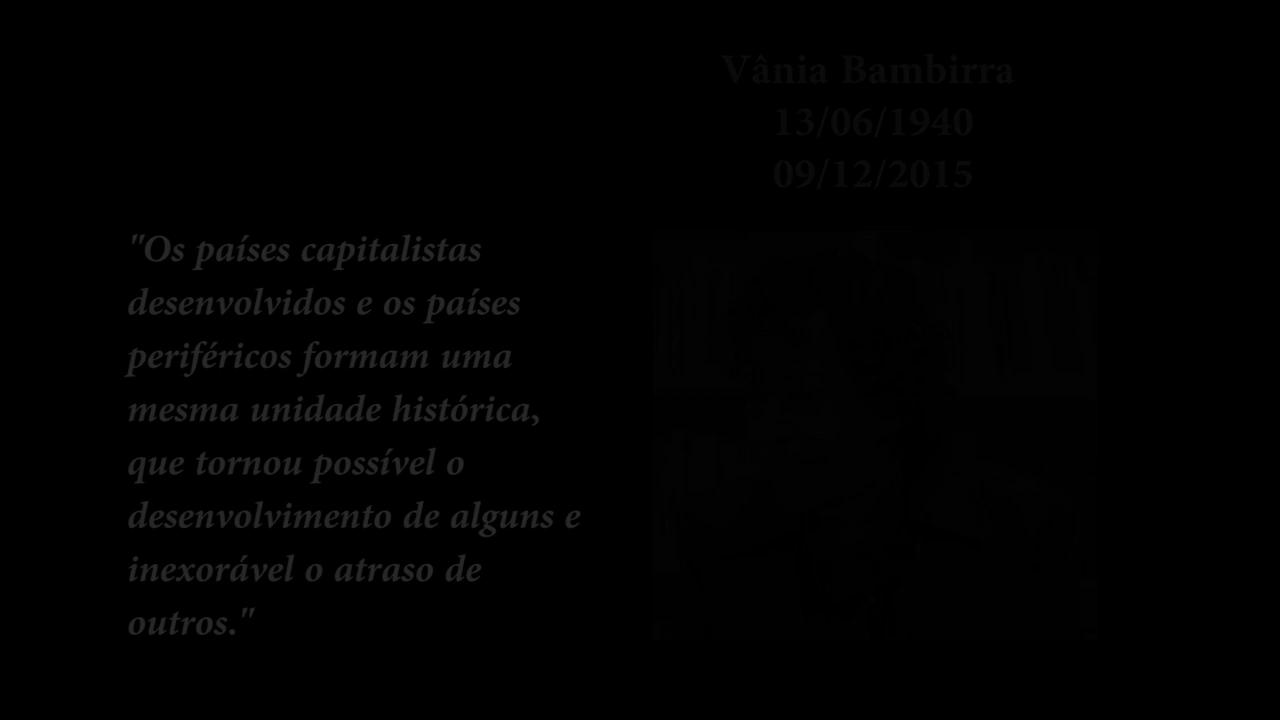 Vânia Bambirra
13/06/1940
09/12/2015
"Os países capitalistas
desenvolvidos e os países
periféricos formam uma
mesma unidade histórica,
que tornou possível o
desenvolvimento de alguns e
inexorável o atraso de
outros."